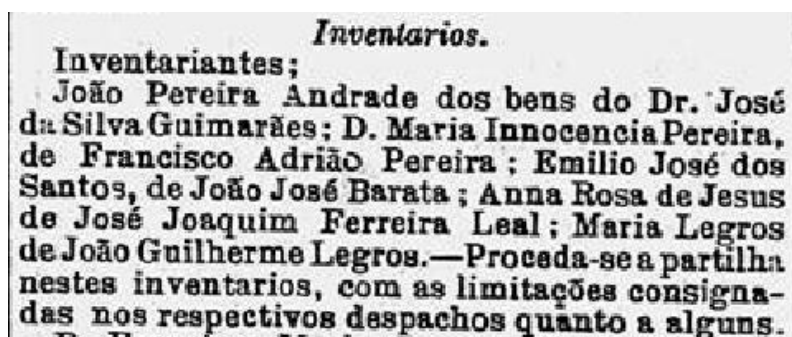 Inventarios.
Inventariantes;
João Pereira Andrade dos bens do Dr. José
da Silva Guimarães; D. Maria Innocencia Pereira,
de Francisco Adrião Pereira; Emilio José dos
Santos, de João José Barata; Anna Rosa de Jesus
de José Joaquim Ferreira Leal; Maria Legros
de João Guilherme Legros.—Proceda-se a partilha
nestes inventarios, com as limitações consigna-
das nos respectivos despachos quanto a alguns.